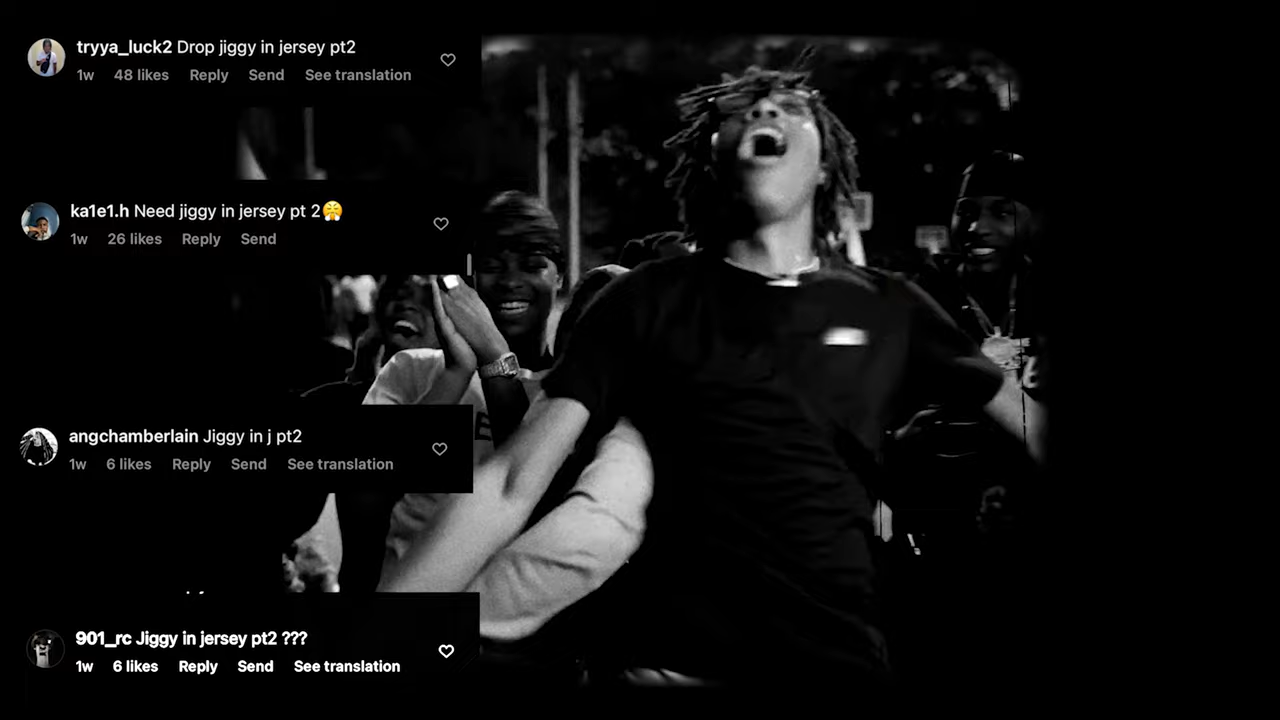 tryya_luck2 Drop jiggy in jersey pt2
1w 48 likes Reply Send See translation
ka1e1.h Need jiggy in jersey pt 2😤
1w 26 likes Reply Send
angchamberlain Jiggy in j pt2
1w 6 likes Reply Send See translation
901_rc Jiggy in jersey pt2 ???
1w 6 likes Reply Send See translation